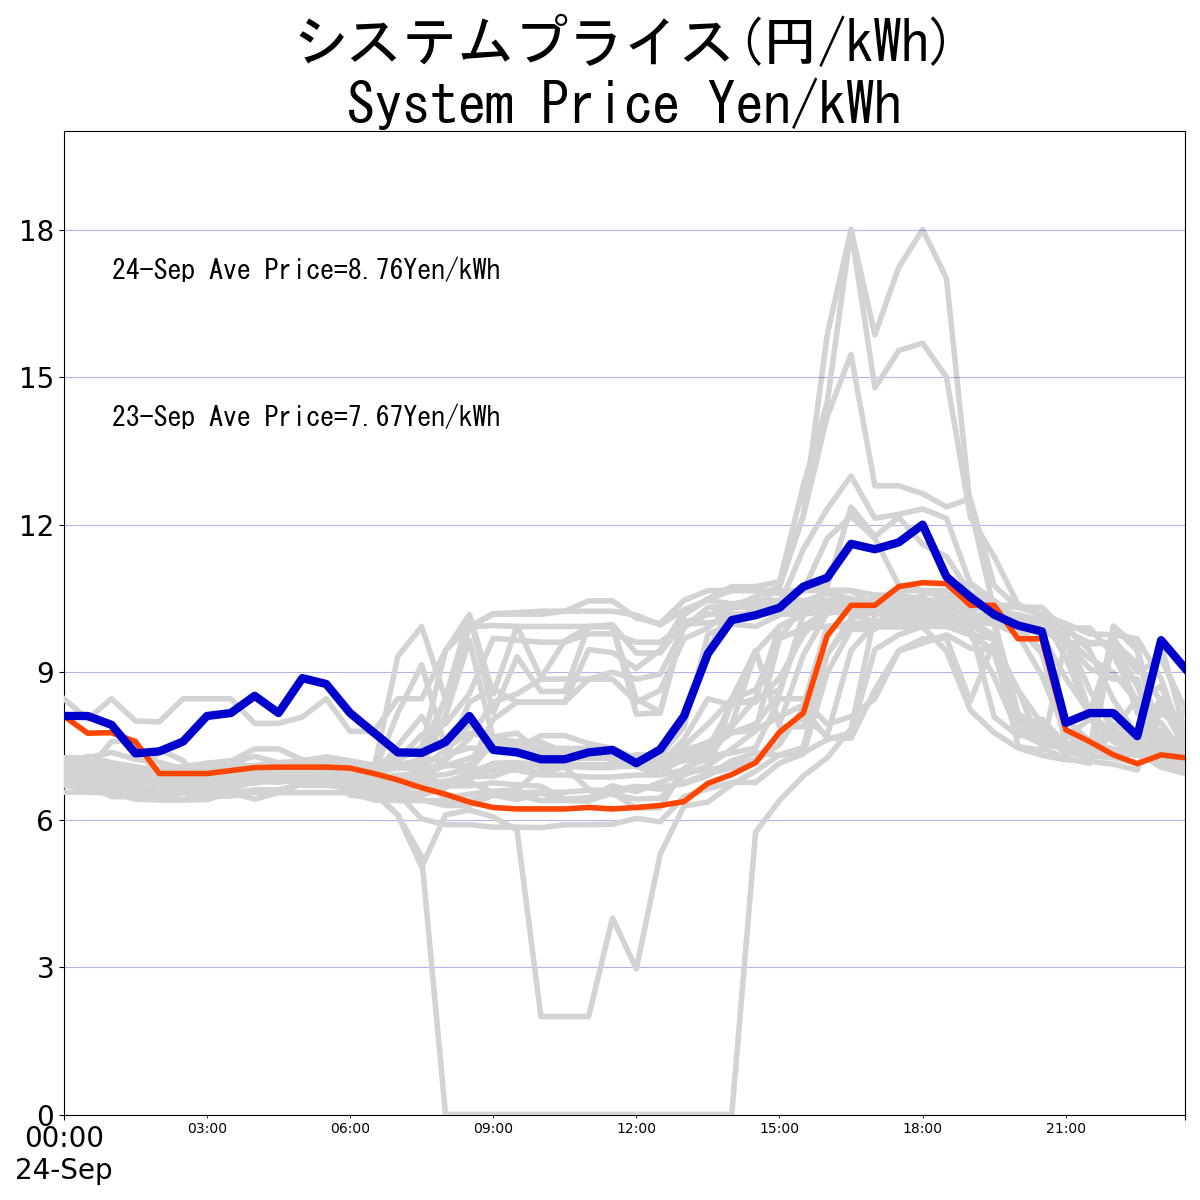 システムプライス(円/kWh)
System Price Yen/kWh
18
24-Sep Ave Price=8.76Yen/kWh
15
23-Sep Ave Price=7.67Yen/kWh
12
9
6
3
0
00:00 03:00 06:00 09:00 12:00 15:00 18:00 21:00
24-Sep